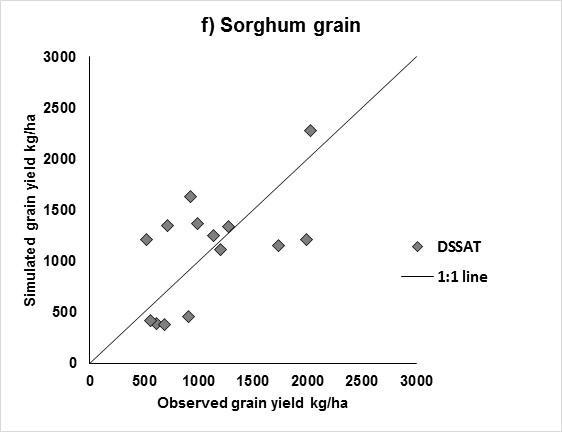 f) Sorghum grain
3000
2500
2000
1500
1000
500
0
Simulated grain yield kg/ha
0 500 1000 1500 2000 2500 3000
Observed grain yield kg/ha
DSSAT
1:1 line